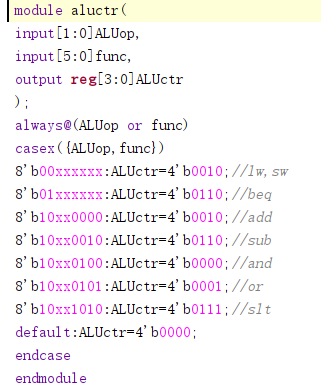 module aluctr(
input[1:0]ALUop,
input[5:0]func,
output reg[3:0]ALUctr
);
always@(ALUop or func)
casex({ALUop,func})
8'b00xxxxxx:ALUctr=4'b0010;//lw,sw
8'b01xxxxxx:ALUctr=4'b0110;//beq
8'b10xx0000:ALUctr=4'b0010;//add
8'b10xx0010:ALUctr=4'b0110;//sub
8'b10xx0100:ALUctr=4'b0000;//and
8'b10xx0101:ALUctr=4'b0001;//or
8'b10xx1010:ALUctr=4'b0111;//slt
default:ALUctr=4'b0000;
endcase
endmodule